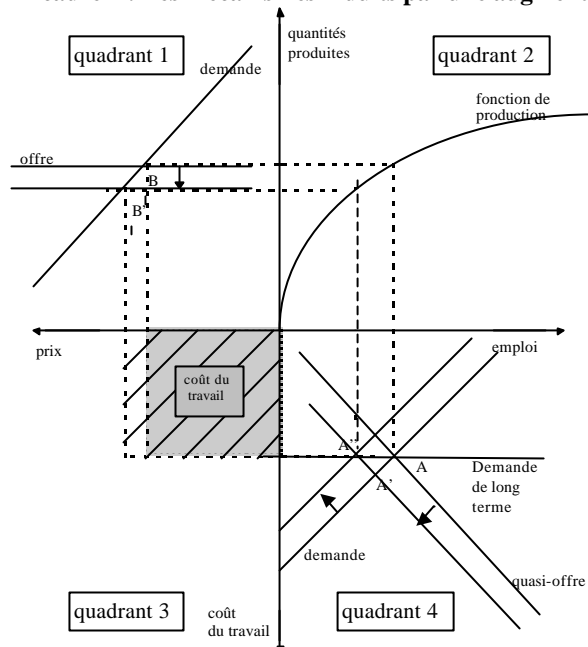 quantités
produites
quadrant 1
quadrant 2
demande
fonction de
production
offre
B
B'
prix
emploi
coût du
travail
A''
A
A'
Demande
de long
terme
demande
quasi-offre
quadrant 3
coût
du travail
quadrant 4